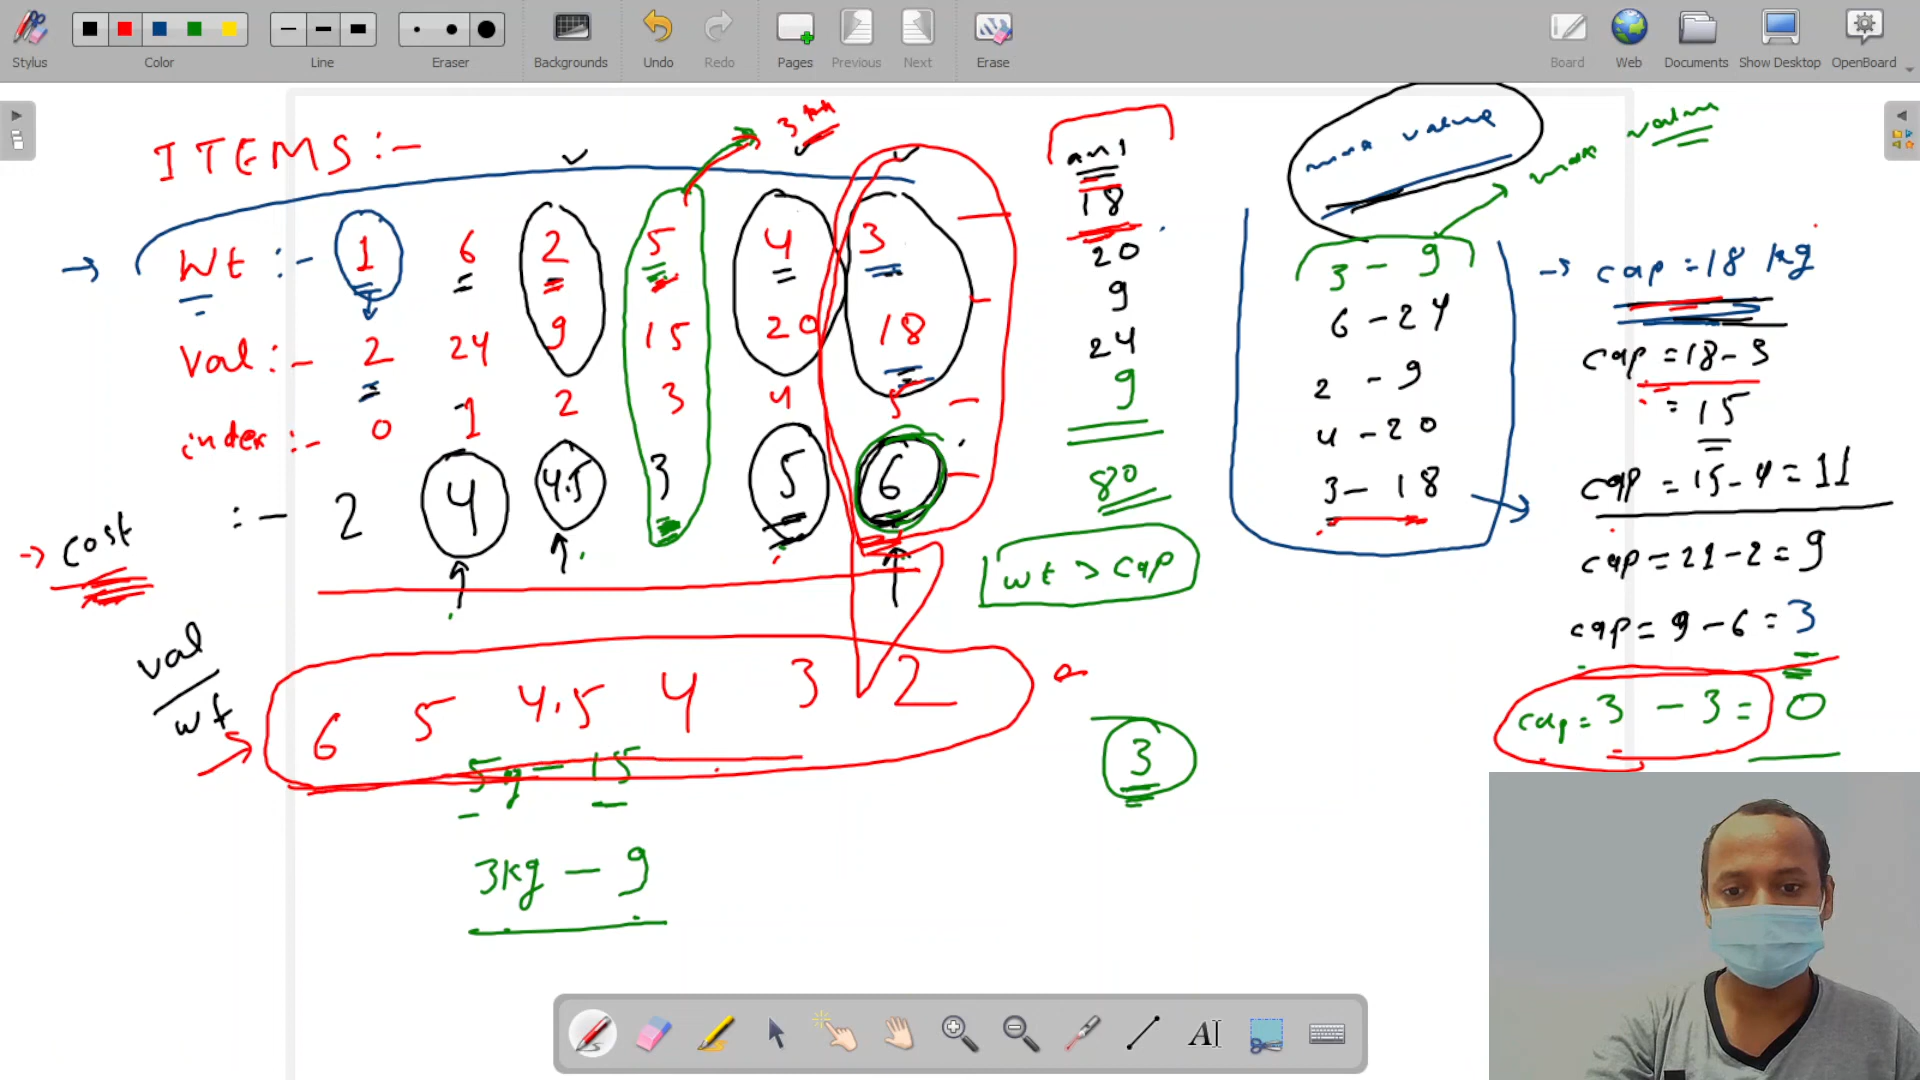 Stylus Color Line Eraser Backgrounds Undo Redo Pages Previous Next Erase Board Web Documents Show Desktop OpenBoard
ITEMS:-
Wt :- 1 6 2 5 4 3
Val:- 2 24 9 15 20 18
index:- 0 1 2 3 4 5
cost :- 2 4 4.5 3 5 6
val
wt
6 5 4.5 4 3 2
5g - 15
3kg - 9
ans
18
20
9
24
9
80
wt > cap
3
max value
max value
3 - 9
6 - 24
2 - 9
4 - 20
3 - 18
cap = 18 kg
cap = 18-3
= 15
cap = 15-4 = 11
cap = 21-2 = 9
cap = 9-6 = 3
cap = 3 - 3 = 0